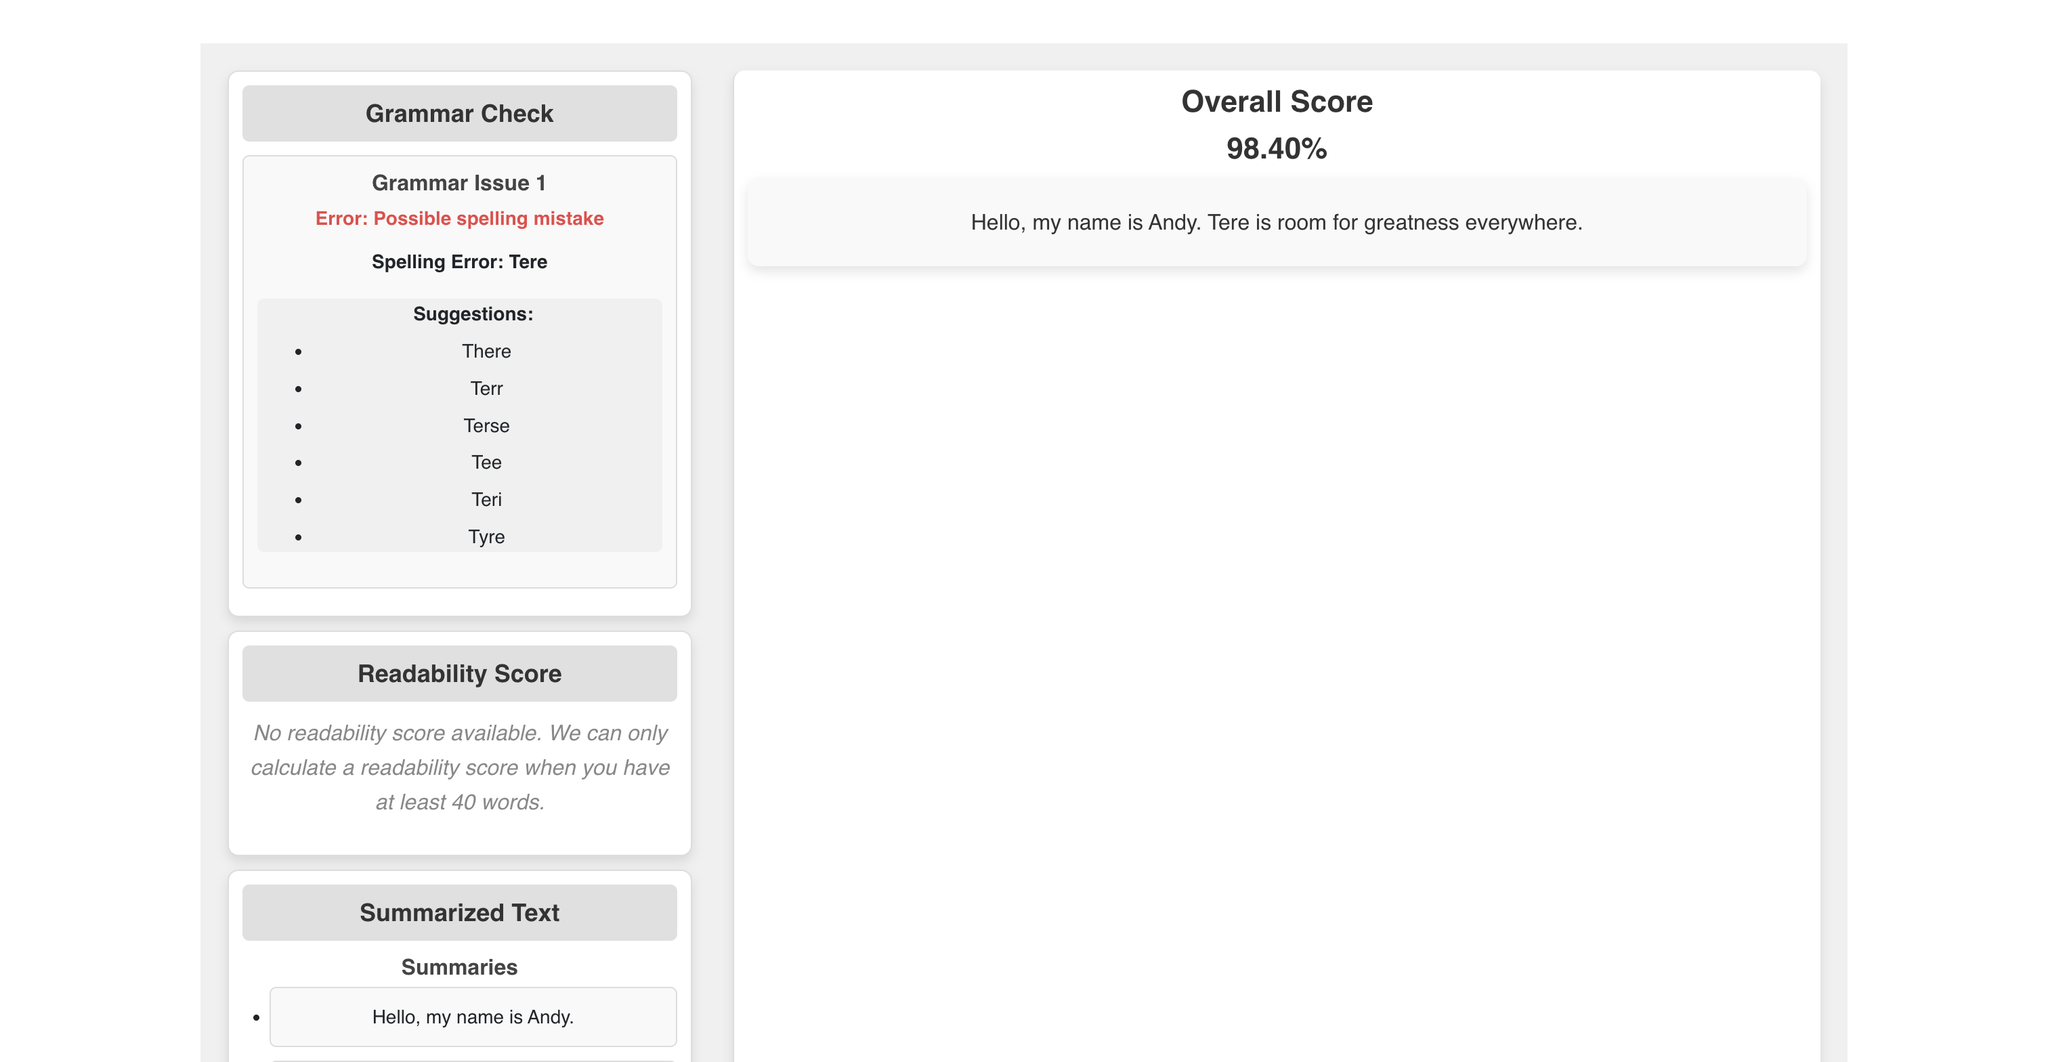 Grammar Check
Grammar Issue 1
Error: Possible spelling mistake
Spelling Error: Tere
Suggestions:
• There
• Terr
• Terse
• Tee
• Teri
• Tyre
Readability Score
No readability score available. We can only
calculate a readability score when you have
at least 40 words.
Summarized Text
Summaries
• Hello, my name is Andy.
Overall Score
98.40%
Hello, my name is Andy. Tere is room for greatness everywhere.